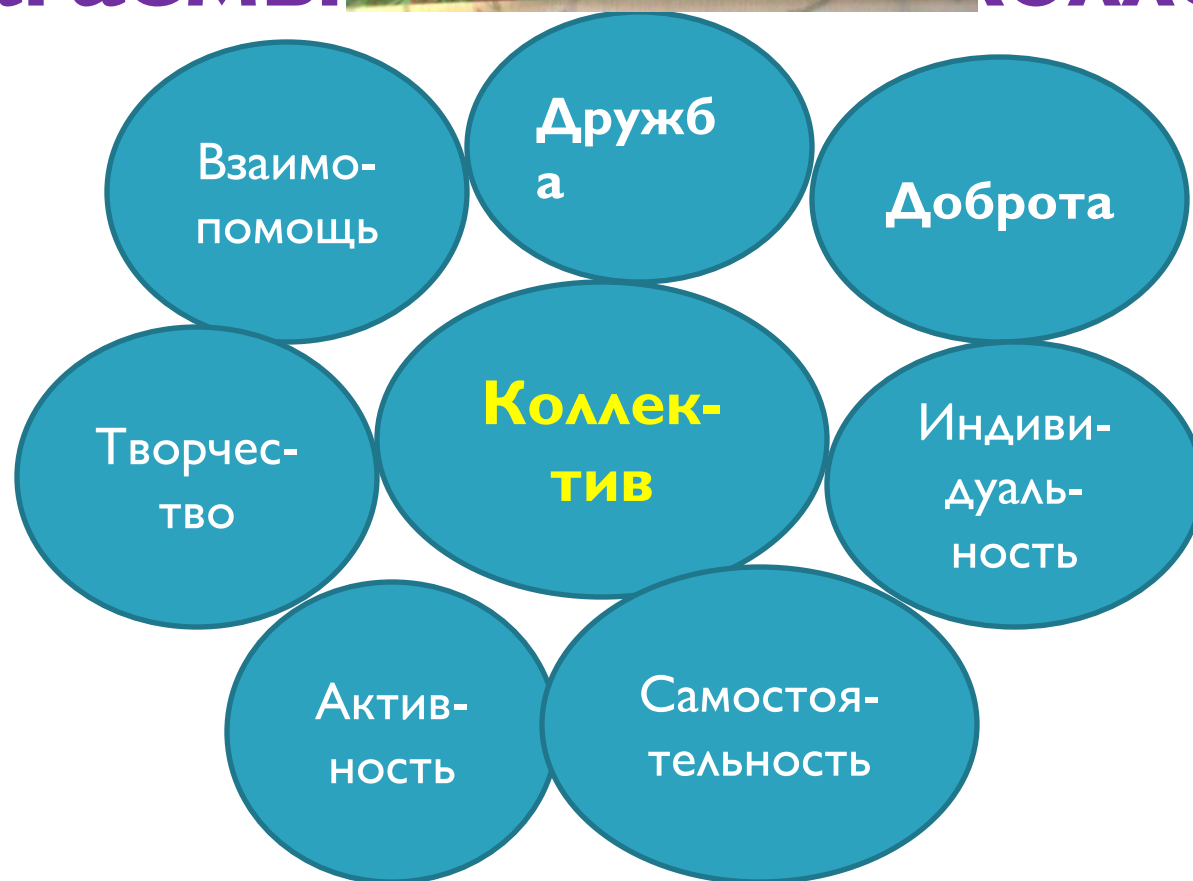 Дружб
а
Взаимо-
помощь
Доброта
Коллек-
тив
Творчес-
тво
Индиви-
дуаль-
ность
Актив-
ность
Самостоя-
тельность